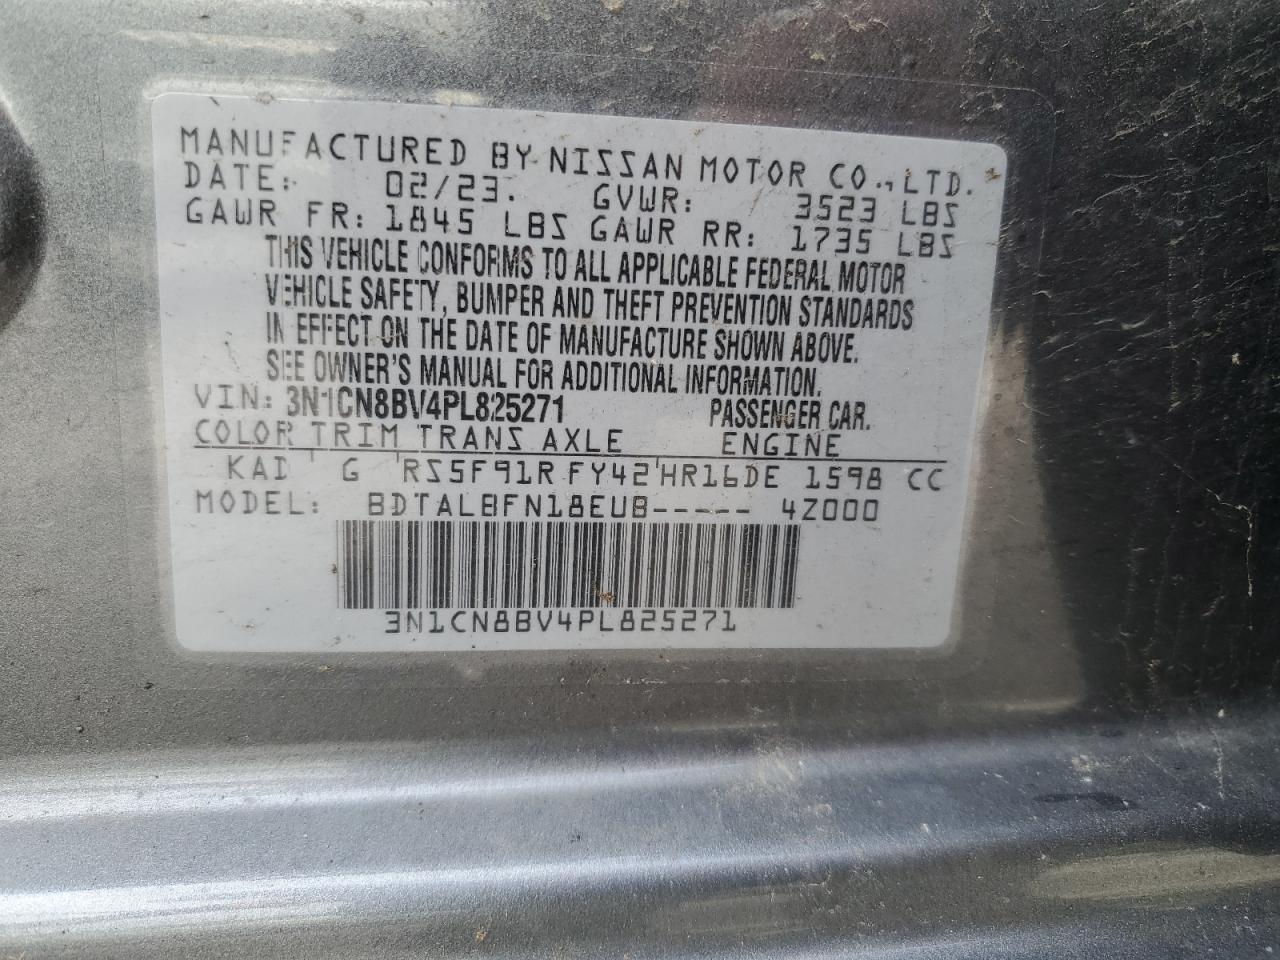 MANUFACTURED BY NISSAN MOTOR CO., LTD.
DATE: 02/23. GVWR: 3523 LBS
GAWR FR: 1845 LBS GAWR RR: 1735 LBS
THIS VEHICLE CONFORMS TO ALL APPLICABLE FEDERAL MOTOR
VEHICLE SAFETY, BUMPER AND THEFT PREVENTION STANDARDS
IN EFFECT ON THE DATE OF MANUFACTURE SHOWN ABOVE.
SEE OWNER'S MANUAL FOR ADDITIONAL INFORMATION.
VIN: 3N1CN8BV4PL825271 PASSENGER CAR.
COLOR TRIM TRANS AXLE ENGINE
KAD G RS5F91R FY42 HR16DE 1598 CC
MODEL: BDTALBFN18EUB----- 4Z000
3N1CN8BV4PL825271